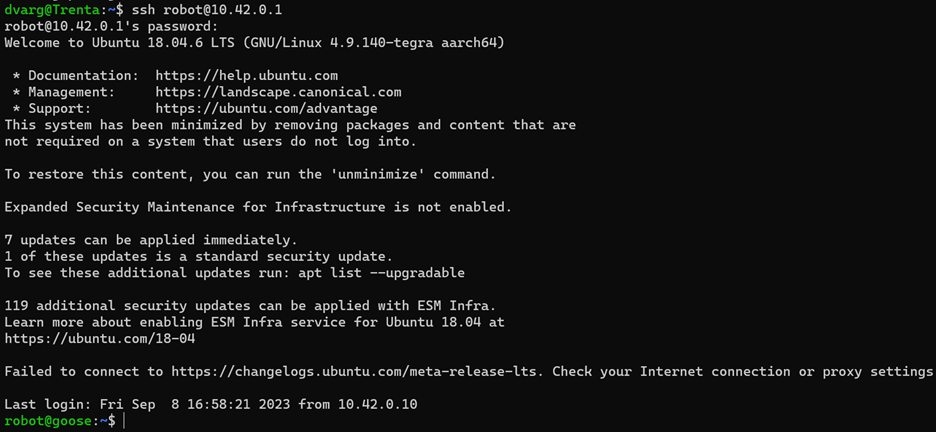 dvarg@Trenta:~$ ssh robot@10.42.0.1
robot@10.42.0.1's password:
Welcome to Ubuntu 18.04.6 LTS (GNU/Linux 4.9.140-tegra aarch64)

 * Documentation:  https://help.ubuntu.com
 * Management:     https://landscape.canonical.com
 * Support:        https://ubuntu.com/advantage
This system has been minimized by removing packages and content that are
not required on a system that users do not log into.

To restore this content, you can run the 'unminimize' command.

Expanded Security Maintenance for Infrastructure is not enabled.

7 updates can be applied immediately.
1 of these updates is a standard security update.
To see these additional updates run: apt list --upgradable

119 additional security updates can be applied with ESM Infra.
Learn more about enabling ESM Infra service for Ubuntu 18.04 at
https://ubuntu.com/18-04

Failed to connect to https://changelogs.ubuntu.com/meta-release-lts. Check your Internet connection or proxy settings

Last login: Fri Sep  8 16:58:21 2023 from 10.42.0.10
robot@goose:~$